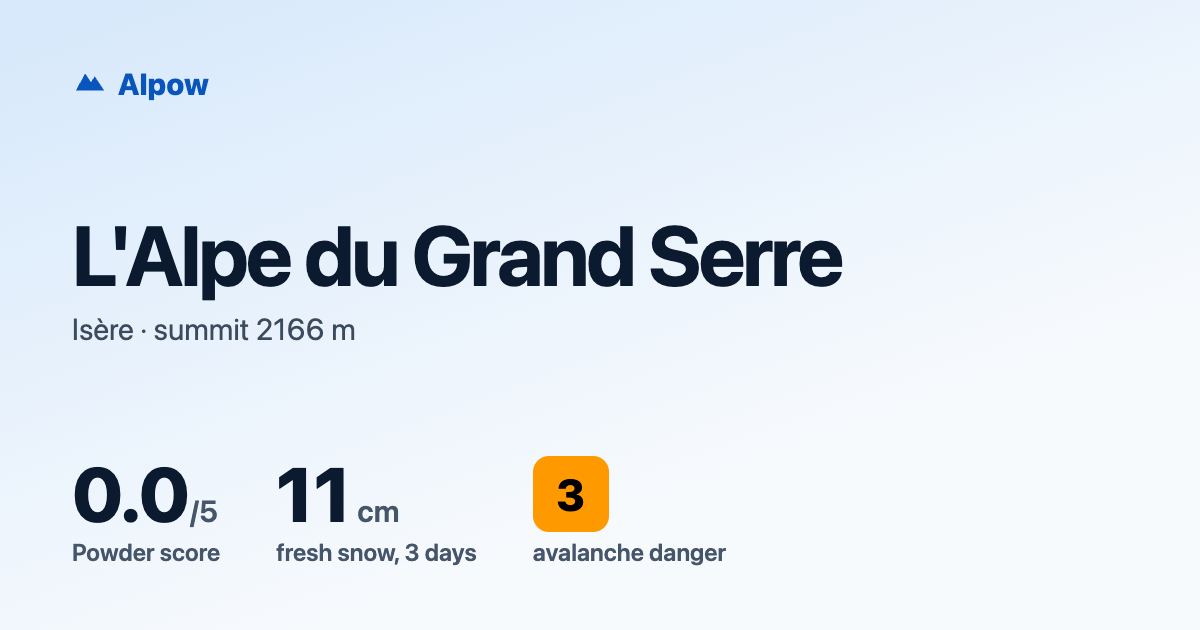 Alpow
L'Alpe du Grand Serre
Isère · summit 2166 m
0.0/5
Powder score
11 cm
fresh snow, 3 days
3
avalanche danger